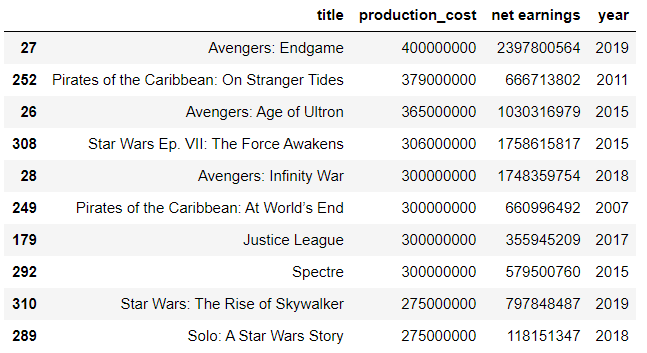 title production_cost net earnings year
27 Avengers: Endgame 400000000 2397800564 2019
252 Pirates of the Caribbean: On Stranger Tides 379000000 666713802 2011
26 Avengers: Age of Ultron 365000000 1030316979 2015
308 Star Wars Ep. VII: The Force Awakens 306000000 1758615817 2015
28 Avengers: Infinity War 300000000 1748359754 2018
249 Pirates of the Caribbean: At World’s End 300000000 660996492 2007
179 Justice League 300000000 355945209 2017
292 Spectre 300000000 579500760 2015
310 Star Wars: The Rise of Skywalker 275000000 797848487 2019
289 Solo: A Star Wars Story 275000000 118151347 2018